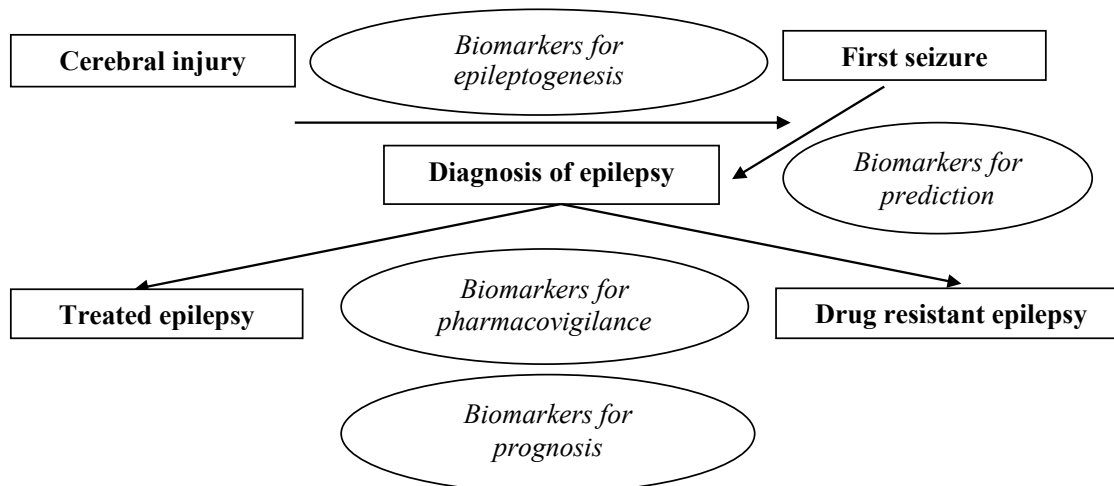 Cerebral injury
Biomarkers for
epileptogenesis
First seizure
Diagnosis of epilepsy
Biomarkers for
prediction
Treated epilepsy
Biomarkers for
pharmacovigilance
Drug resistant epilepsy
Biomarkers for
prognosis